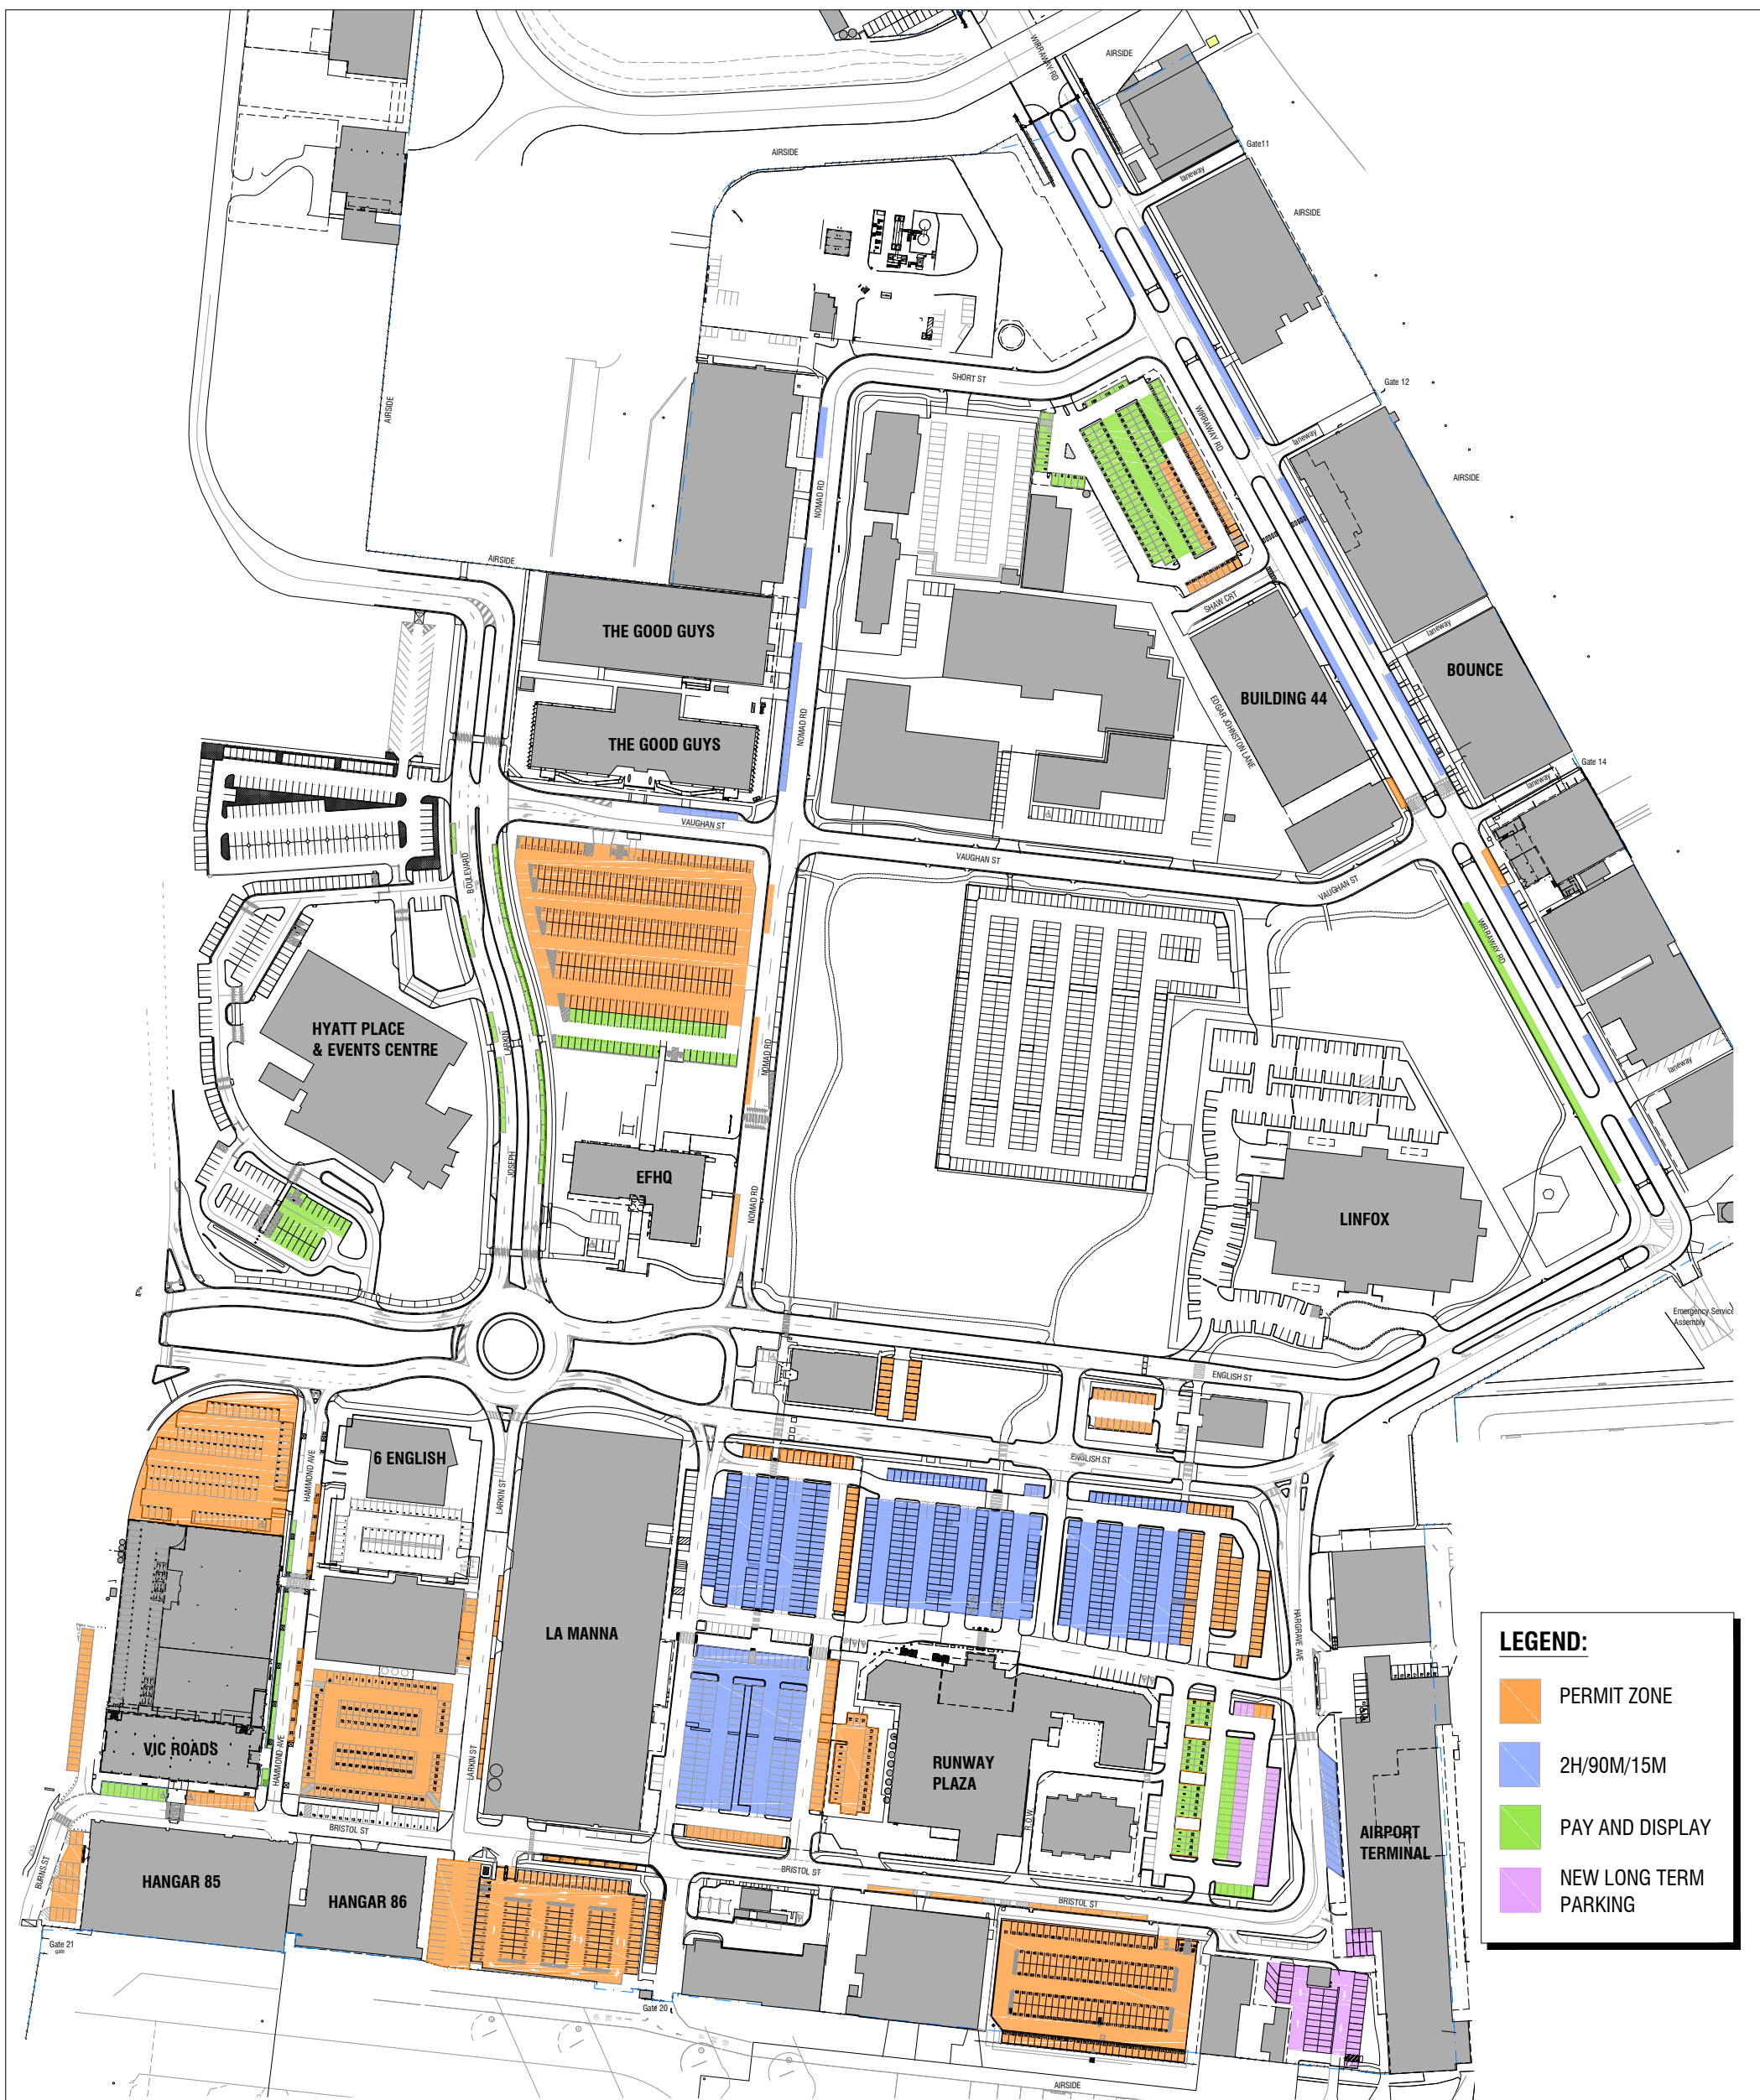 WIRRAWAY RD
AIRSIDE
Gate11
laneway
AIRSIDE
AIRSIDE
AIRSIDE
SHORT ST
Gate 12
WIRRAWAY RD
laneway
AIRSIDE
NOMAD RD
AIRSIDE
SHAW CRT
THE GOOD GUYS
laneway
BOUNCE
BUILDING 44
EDGAR JOHNSTON LANE
NOMAD RD
THE GOOD GUYS
Gate 14
laneway
VAUGHAN ST
VAUGHAN ST
BOULEVARD
VAUGHAN ST
WIRRAWAY RD
HYATT PLACE
& EVENTS CENTRE
LARKIN
NOMAD RD
laneway
JOSEPH
EFHQ
NOMAD RD
LINFOX
Emergency Service
Assembly
ENGLISH ST
ENGLISH ST
6 ENGLISH
HAMMOND AVE
LARKIN ST
LA MANNA
HARGRAVE AVE
LEGEND:
PERMIT ZONE
2H/90M/15M
PAY AND DISPLAY
NEW LONG TERM
PARKING
VIC ROADS
HAMMOND AVE
LARKIN ST
RUNWAY
PLAZA
R.O.W.
AIRPORT
TERMINAL
BRISTOL ST
BRISTOL ST
BRISTOL ST
BURNS ST
HANGAR 85
HANGAR 86
Gate 21
gate
Gate 20
AIRSIDE